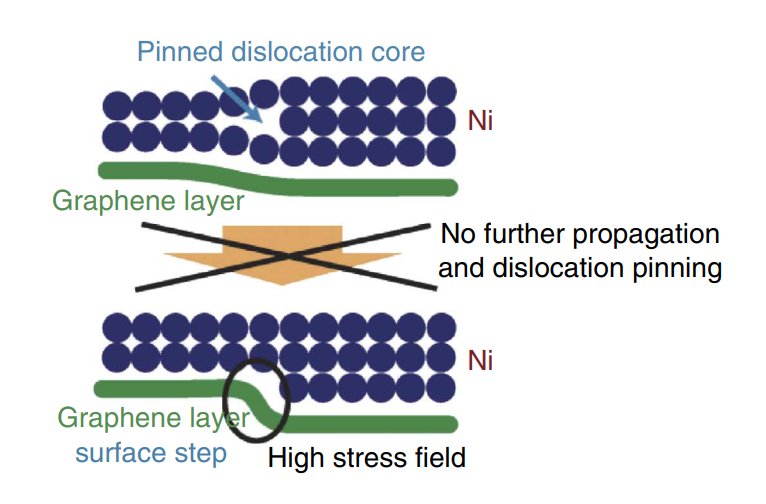 Pinned dislocation core
Ni
Graphene layer
No further propagation
and dislocation pinning
Ni
Graphene layer
surface step
High stress field